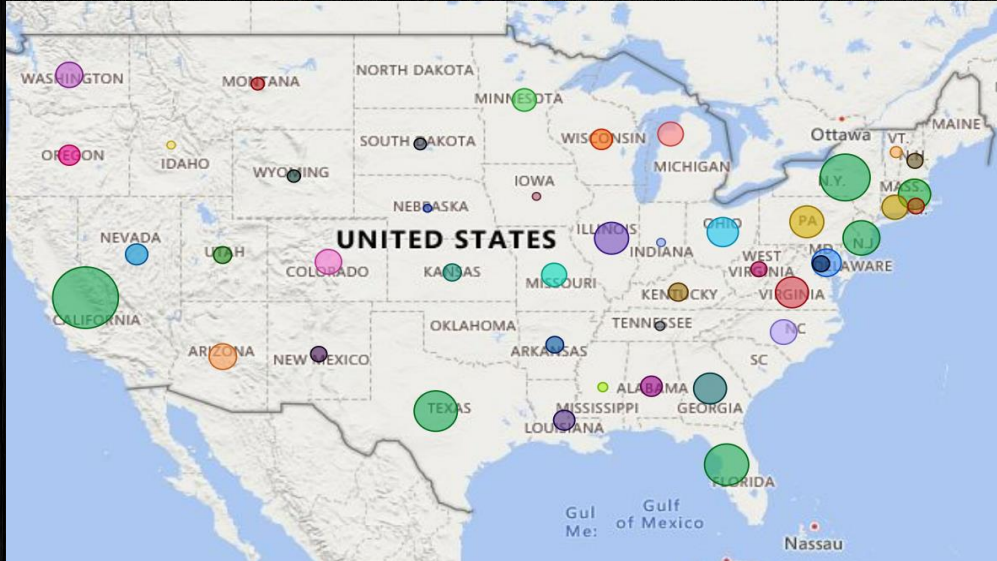 WASHINGTON
MONTANA
NORTH DAKOTA
MINNESOTA
MAINE
Ottawa
VT.
OREGON
IDAHO
SOUTH DAKOTA
WISCONSIN
MICHIGAN
WYOMING
IOWA
N.Y.
MASS.
NEBRASKA
NEVADA
UTAH
UNITED STATES
ILLINOIS
INDIANA
OHIO
PA
N.J
COLORADO
KANSAS
MISSOURI
WEST
VIRGINIA
MD
DELAWARE
CALIFORNIA
KENTUCKY
VIRGINIA
OKLAHOMA
TENNESSEE
NC
ARIZONA
NEW MEXICO
ARKANSAS
SC
TEXAS
MISSISSIPPI
ALABAMA
GEORGIA
LOUISIANA
FLORIDA
Gul
Me:
Gulf
of Mexico
Nassau